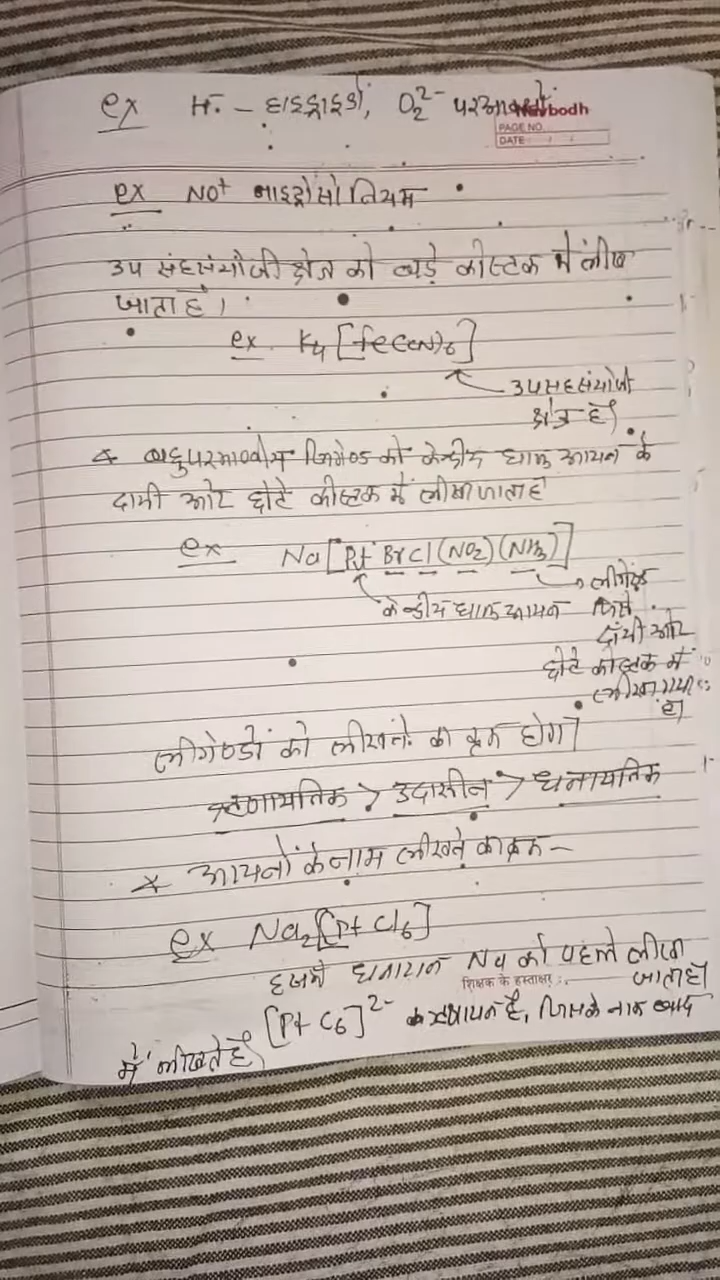 ex H⁻ - हाइड्राइडो, O₂²⁻ परआक्सो
Navbodh
PAGE NO.
DATE : / /
ex NO⁺ नाइट्रोसोनियम
उपसहसंयोजी क्षेत्र को बड़े कोस्टक में लीखा
जाता हैं।
ex. K₄[Fe(CN)₆]
उपसहसंयोजी
क्षेत्र हैं
* बहुपरमाण्वीय लिगेण्ड को केन्द्रीय धातु आयन के
दायी ओर छोटे कोस्टक में लीखा जाता है
ex Na[Pt BrCl(NO₂)(NH₃)]
लीगेण्ड
केन्द्रीय धातु आयन जिसे
दाँयी ओर
छोटे कोस्टक में
लीखा गया
है।
लीगेण्डो को लीखने का क्रम होगा
ऋणायनिक > उदासीन > धनायनिक
* आयनों के नाम लीखने का क्रम -
ex Na₂[Pt Cl₆]
इसमे धनायन Na को पहले लीखा
शिक्षक के हस्ताक्षर :- जाता हैं
[Pt C₆]²⁻ ऋणायन है, जिसके नाम बाद
में लीखते हैं